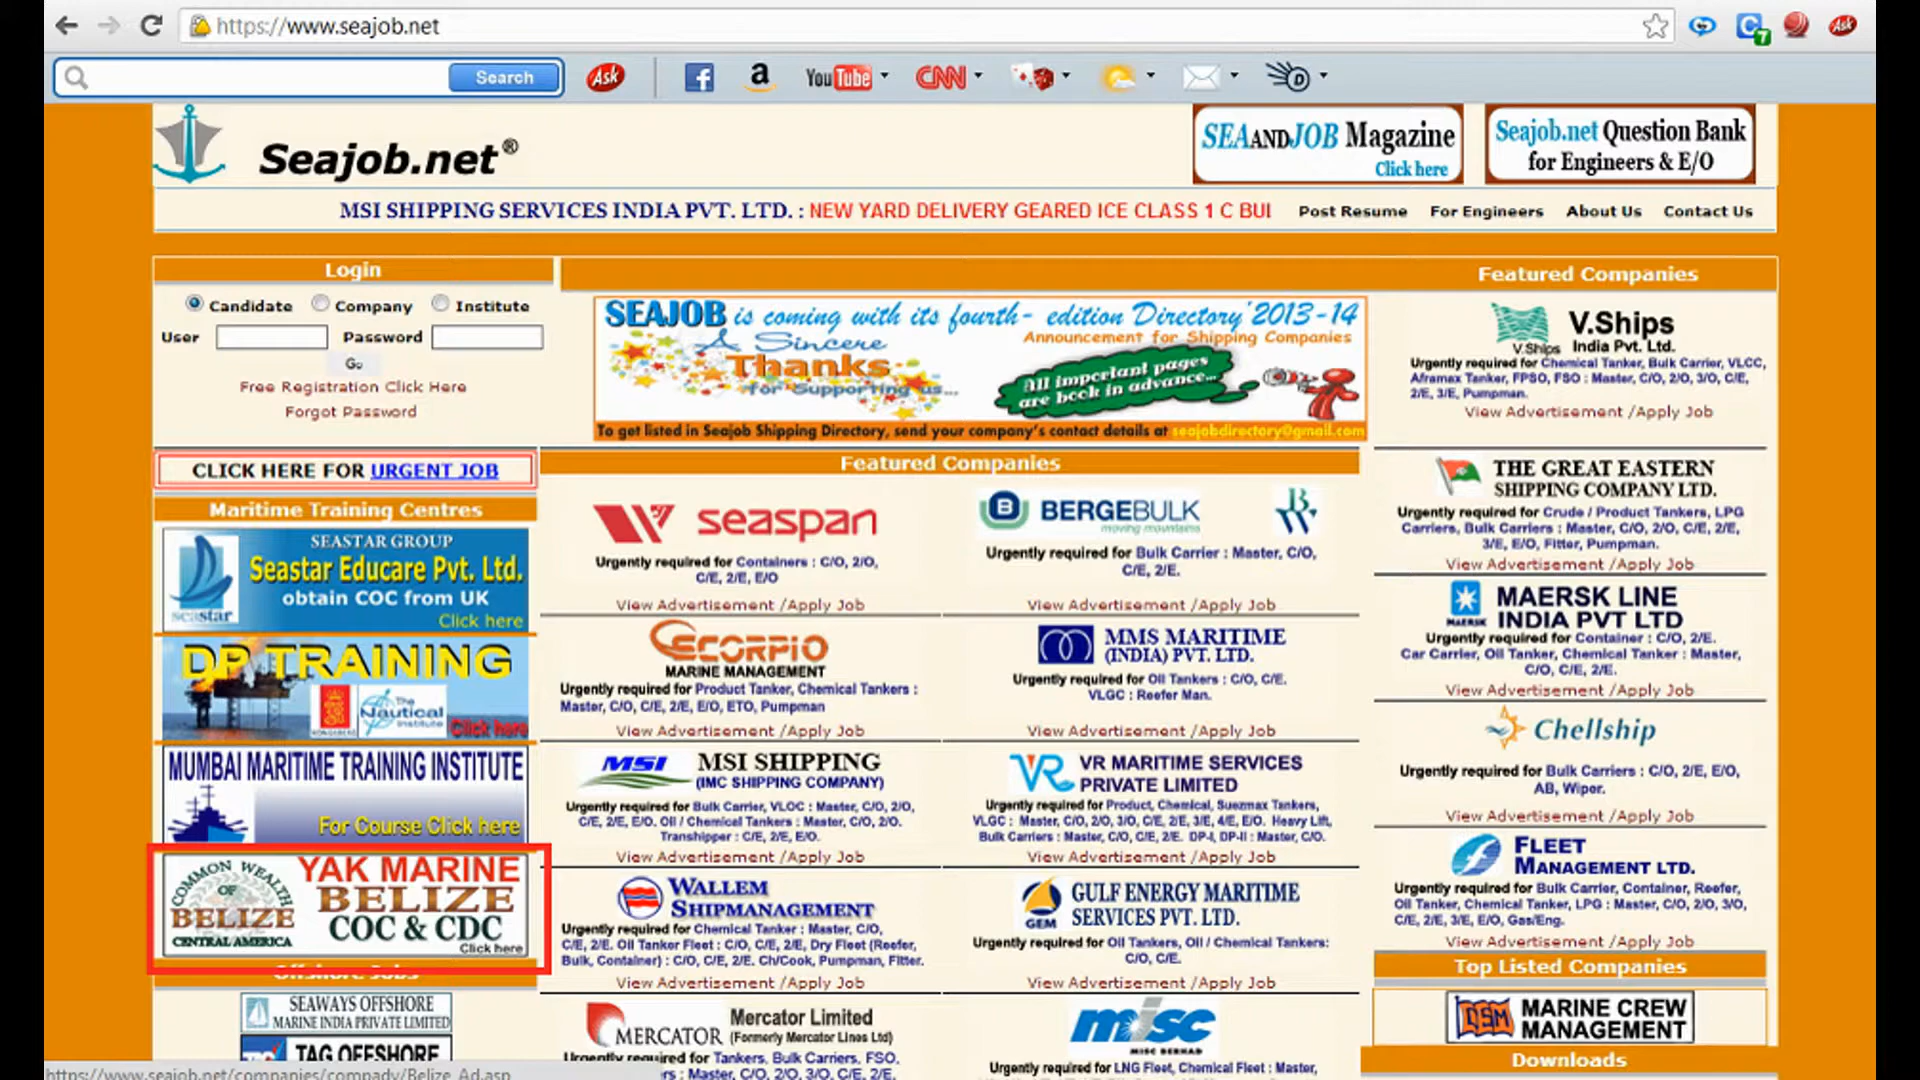 https://www.seajob.net
Search
Ask
a
YouTube
CNN
D
Ask
Seajob.net®
SEAANDJOB Magazine
Click here
Seajob.net Question Bank
for Engineers & E/O
MSI SHIPPING SERVICES INDIA PVT. LTD. : NEW YARD DELIVERY GEARED ICE CLASS 1 C BUI
Post Resume
For Engineers
About Us
Contact Us
Login
Candidate
Company
Institute
User
Password
Go
Free Registration Click Here
Forgot Password
CLICK HERE FOR URGENT JOB
Maritime Training Centres
SEASTAR GROUP
Seastar Educare Pvt. Ltd.
obtain COC from UK
Click here
seastar
DP TRAINING
The Nautical Institute
KONGSBERG
Click here
MUMBAI MARITIME TRAINING INSTITUTE
For Course Click here
COMMON WEALTH
OF
BELIZE
CENTRAL AMERICA
YAK MARINE
BELIZE
COC & CDC
Click here
Offshore Jobs
SEAWAYS OFFSHORE
MARINE INDIA PRIVATE LIMITED
TAG OFFSHORE
https://www.seajob.net/companies/compady/Belize_Ad.asp
SEAJOB is coming with its fourth- edition Directory'2013-14
Announcement for Shipping Companies
A Sincere
Thanks
for Supporting us...
All important pages
are book in advance...
To get listed in Seajob Shipping Directory, send your company's contact details at seajobdirectory@gmail.com
Featured Companies
seaspan
Urgently required for Containers : C/O, 2/O,
C/E, 2/E, E/O
View Advertisement /Apply Job
BERGEBULK
moving mountains
Urgently required for Bulk Carrier : Master, C/O,
C/E, 2/E.
View Advertisement /Apply Job
SCORPIO
MARINE MANAGEMENT
Urgently required for Product Tanker, Chemical Tankers :
Master, C/O, C/E, 2/E, E/O, ETO, Pumpman
View Advertisement /Apply Job
MMS MARITIME
(INDIA) PVT. LTD.
Urgently required for Oil Tankers : C/O, C/E.
VLGC : Reefer Man.
View Advertisement /Apply Job
MSI
MSI SHIPPING
(IMC SHIPPING COMPANY)
Urgently required for Bulk Carrier, VLOC : Master, C/O, 2/O,
C/E, 2/E, E/O. Oil / Chemical Tankers : Master, C/O, 2/O.
Transhipper : C/E, 2/E, E/O.
View Advertisement /Apply Job
VR
VR MARITIME SERVICES
PRIVATE LIMITED
Urgently required for Product, Chemical, Suezmax Tankers,
VLGC : Master, C/O, 2/O, 3/O, C/E, 2/E, 3/E, 4/E, E/O. Heavy Lift,
Bulk Carriers : Master, C/O, C/E, 2/E. DP-I, DP-II : Master, C/O.
View Advertisement /Apply Job
WALLEM
SHIPMANAGEMENT
Urgently required for Chemical Tanker : Master, C/O,
C/E, 2/E. Oil Tanker Fleet : C/O, C/E, 2/E, Dry Fleet (Reefer,
Bulk, Container) : C/O, C/E, 2/E. Ch/Cook, Pumpman, Fitter.
View Advertisement /Apply Job
GEM
GULF ENERGY MARITIME
SERVICES PVT. LTD.
Urgently required for Oil Tankers, Oil / Chemical Tankers:
C/O, C/E.
View Advertisement /Apply Job
MERCATOR
Mercator Limited
(Formerly Mercator Lines Ltd)
Urgently required for Tankers, Bulk Carriers, FSO,
s : Master, C/O, 2/O, 3/O, C/E, 2/E,
misc
MISC BERHAD
Urgently required for LNG Fleet, Chemical Fleet : Master,
Featured Companies
V.Ships
V.Ships
India Pvt. Ltd.
Urgently required for Chemical Tanker, Bulk Carrier, VLCC,
Aframax Tanker, FPSO, FSO : Master, C/O, 2/O, 3/O, C/E,
2/E, 3/E, Pumpman.
View Advertisement /Apply Job
THE GREAT EASTERN
SHIPPING COMPANY LTD.
Urgently required for Crude / Product Tankers, LPG
Carriers, Bulk Carriers : Master, C/O, 2/O, C/E, 2/E,
3/E, E/O, Fitter, Pumpman.
View Advertisement /Apply Job
MAERSK
MAERSK LINE
INDIA PVT LTD
Urgently required for Container : C/O, 2/E.
Car Carrier, Oil Tanker, Chemical Tanker : Master,
C/O, C/E, 2/E.
View Advertisement /Apply Job
Chellship
Urgently required for Bulk Carriers : C/O, 2/E, E/O,
AB, Wiper.
View Advertisement /Apply Job
FLEET
MANAGEMENT LTD.
Urgently required for Bulk Carrier, Container, Reefer,
Oil Tanker, Chemical Tanker, LPG : Master, C/O, 2/O, 3/O,
C/E, 2/E, 3/E, E/O, Gas/Eng.
View Advertisement /Apply Job
Top Listed Companies
DSM
MARINE CREW
MANAGEMENT
Downloads